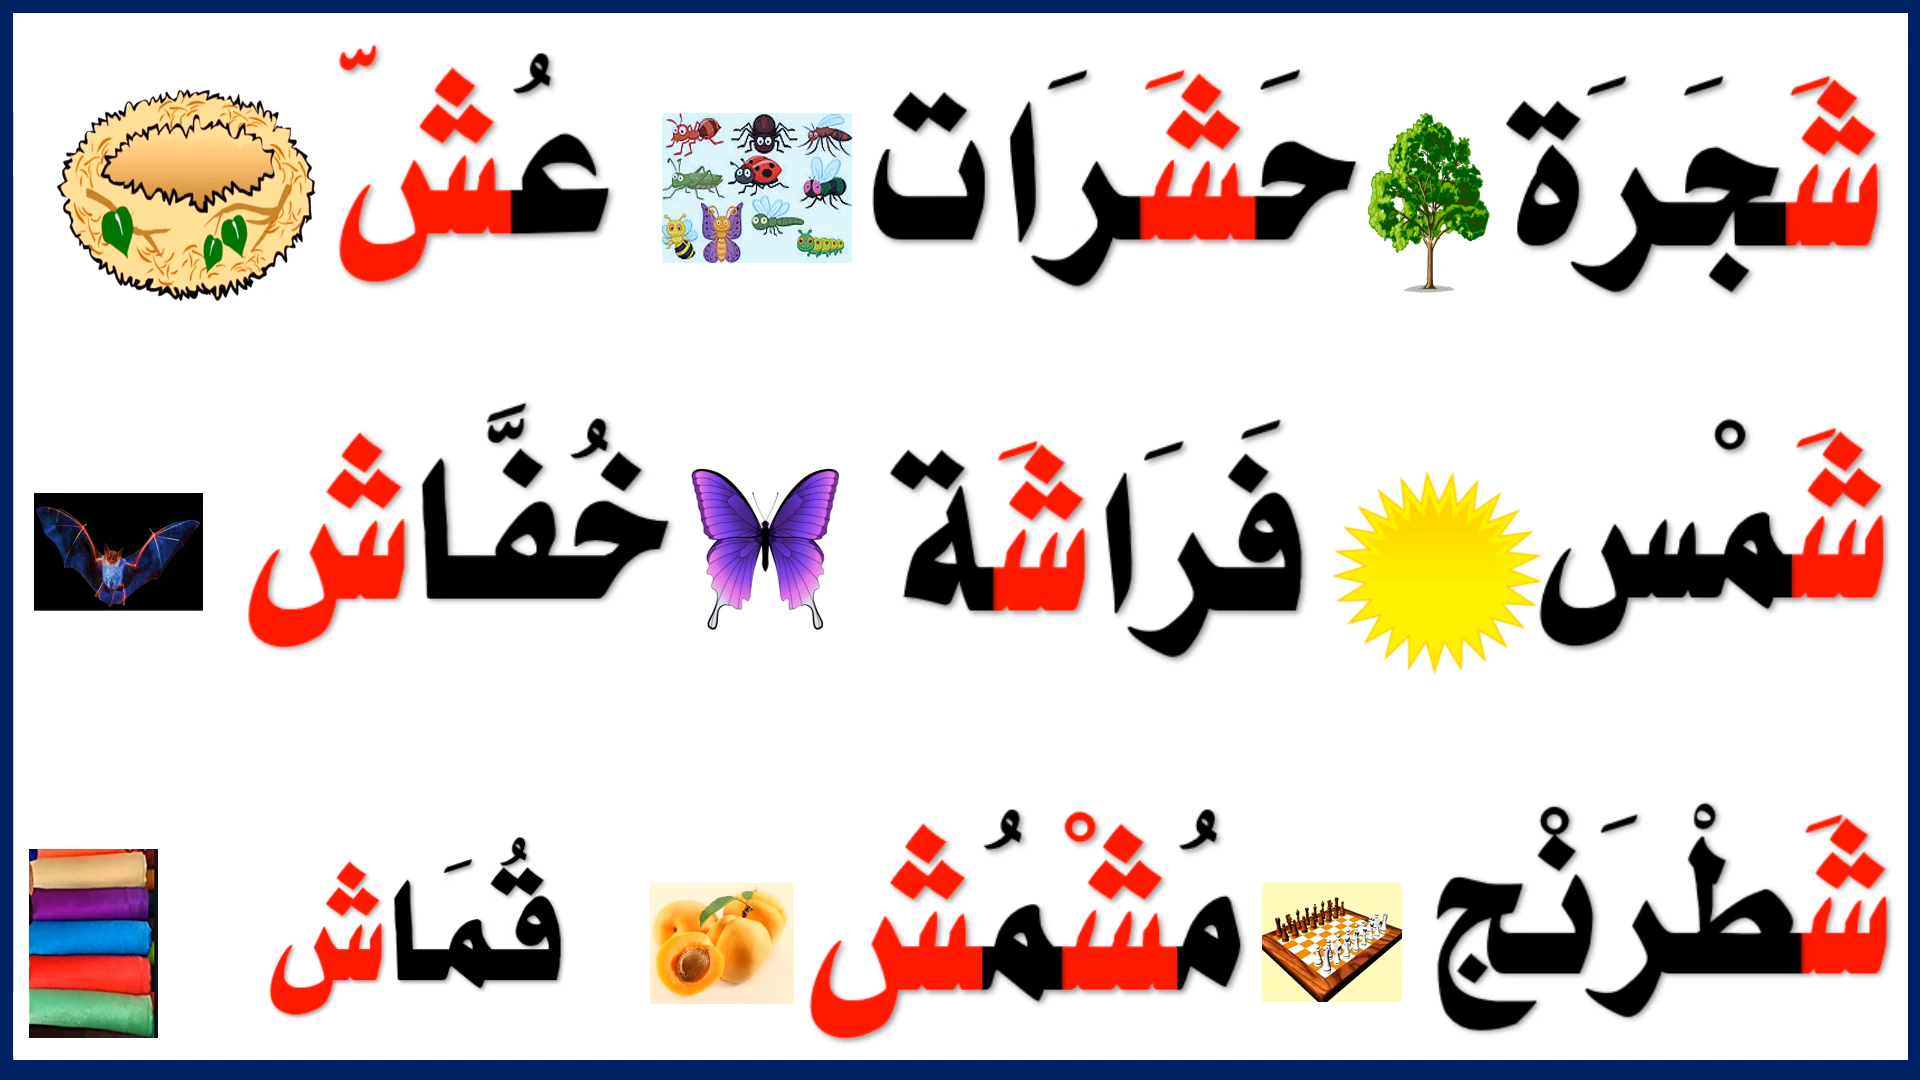 شَجَرَة حَشَرَات عُشّ
شَمْس فَرَاشَة خُفَّاش
شَطْرَنْج مُشْمُش قُمَاش